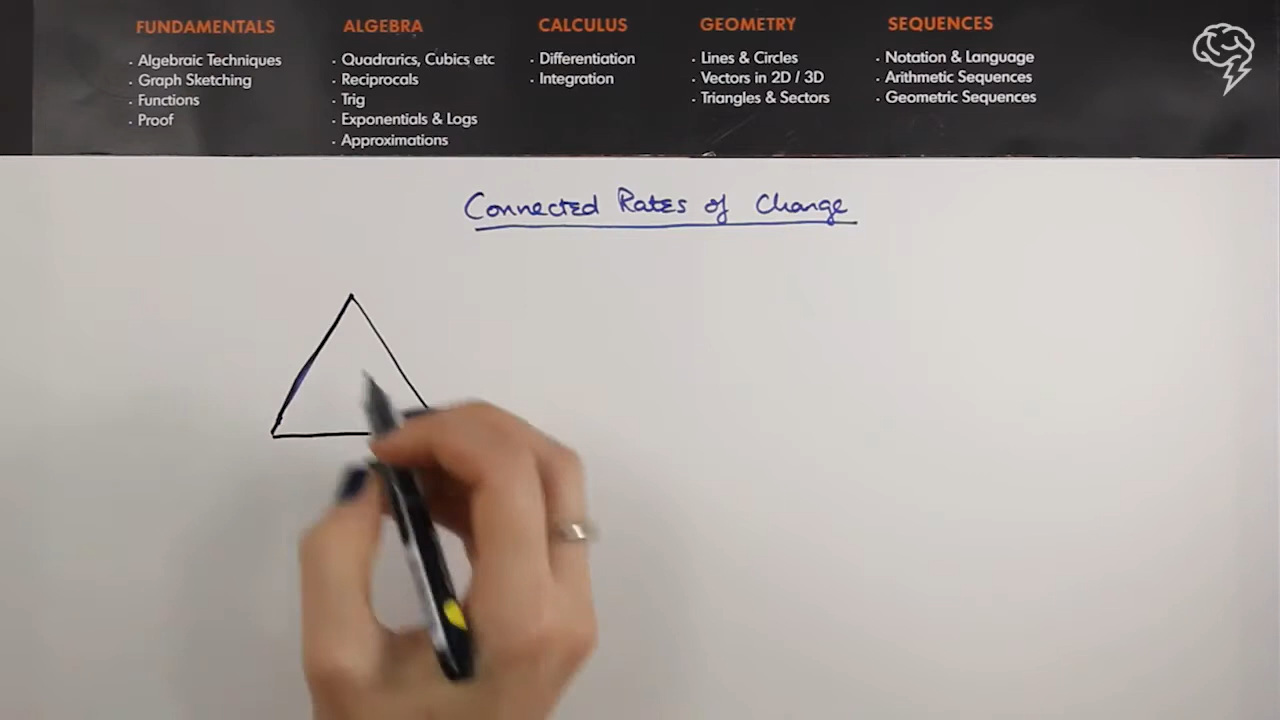 FUNDAMENTALS
· Algebraic Techniques
· Graph Sketching
· Functions
· Proof
ALGEBRA
· Quadrarics, Cubics etc
· Reciprocals
· Trig
· Exponentials & Logs
· Approximations
CALCULUS
· Differentiation
· Integration
GEOMETRY
· Lines & Circles
· Vectors in 2D / 3D
· Triangles & Sectors
SEQUENCES
· Notation & Language
· Arithmetic Sequences
· Geometric Sequences
Connected Rates of Change